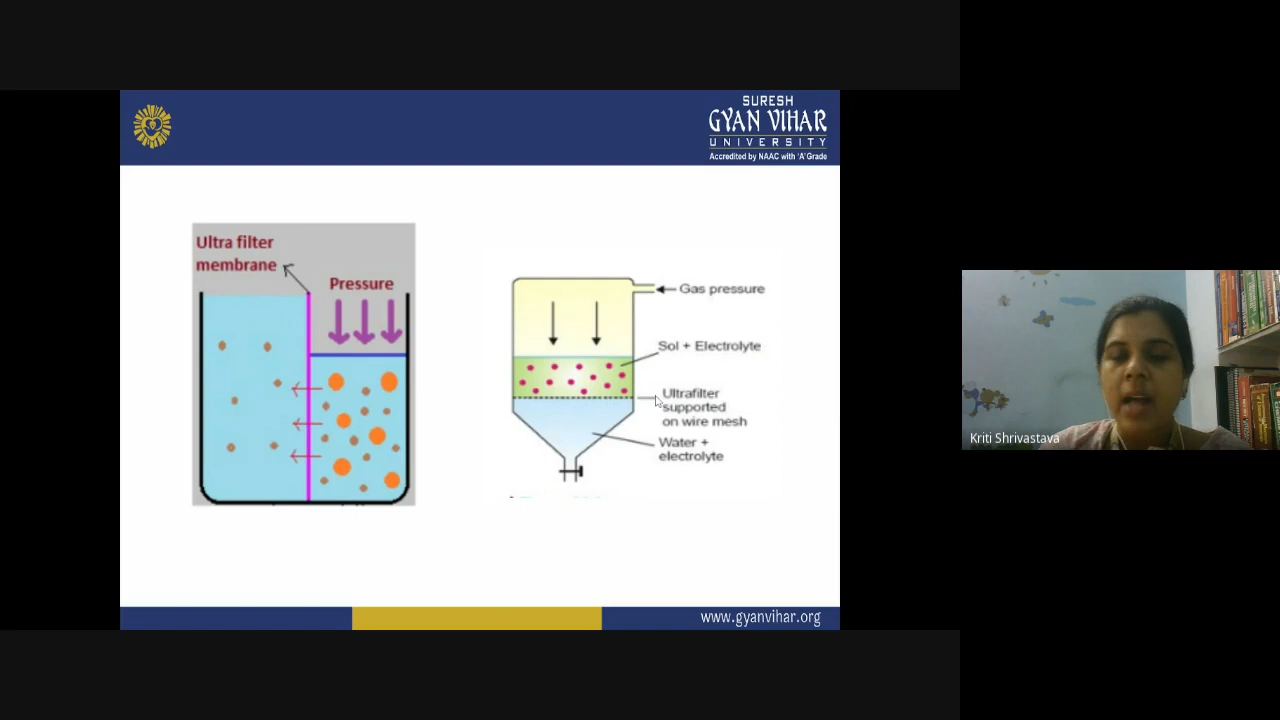 SURESH
GYAN VIHAR
UNIVERSITY
Accredited by NAAC with 'A' Grade
Ultra filter
membrane
Pressure
Gas pressure
Sol + Electrolyte
Ultrafilter
supported
on wire mesh
Water +
electrolyte
www.gyanvihar.org
Kriti Shrivastava